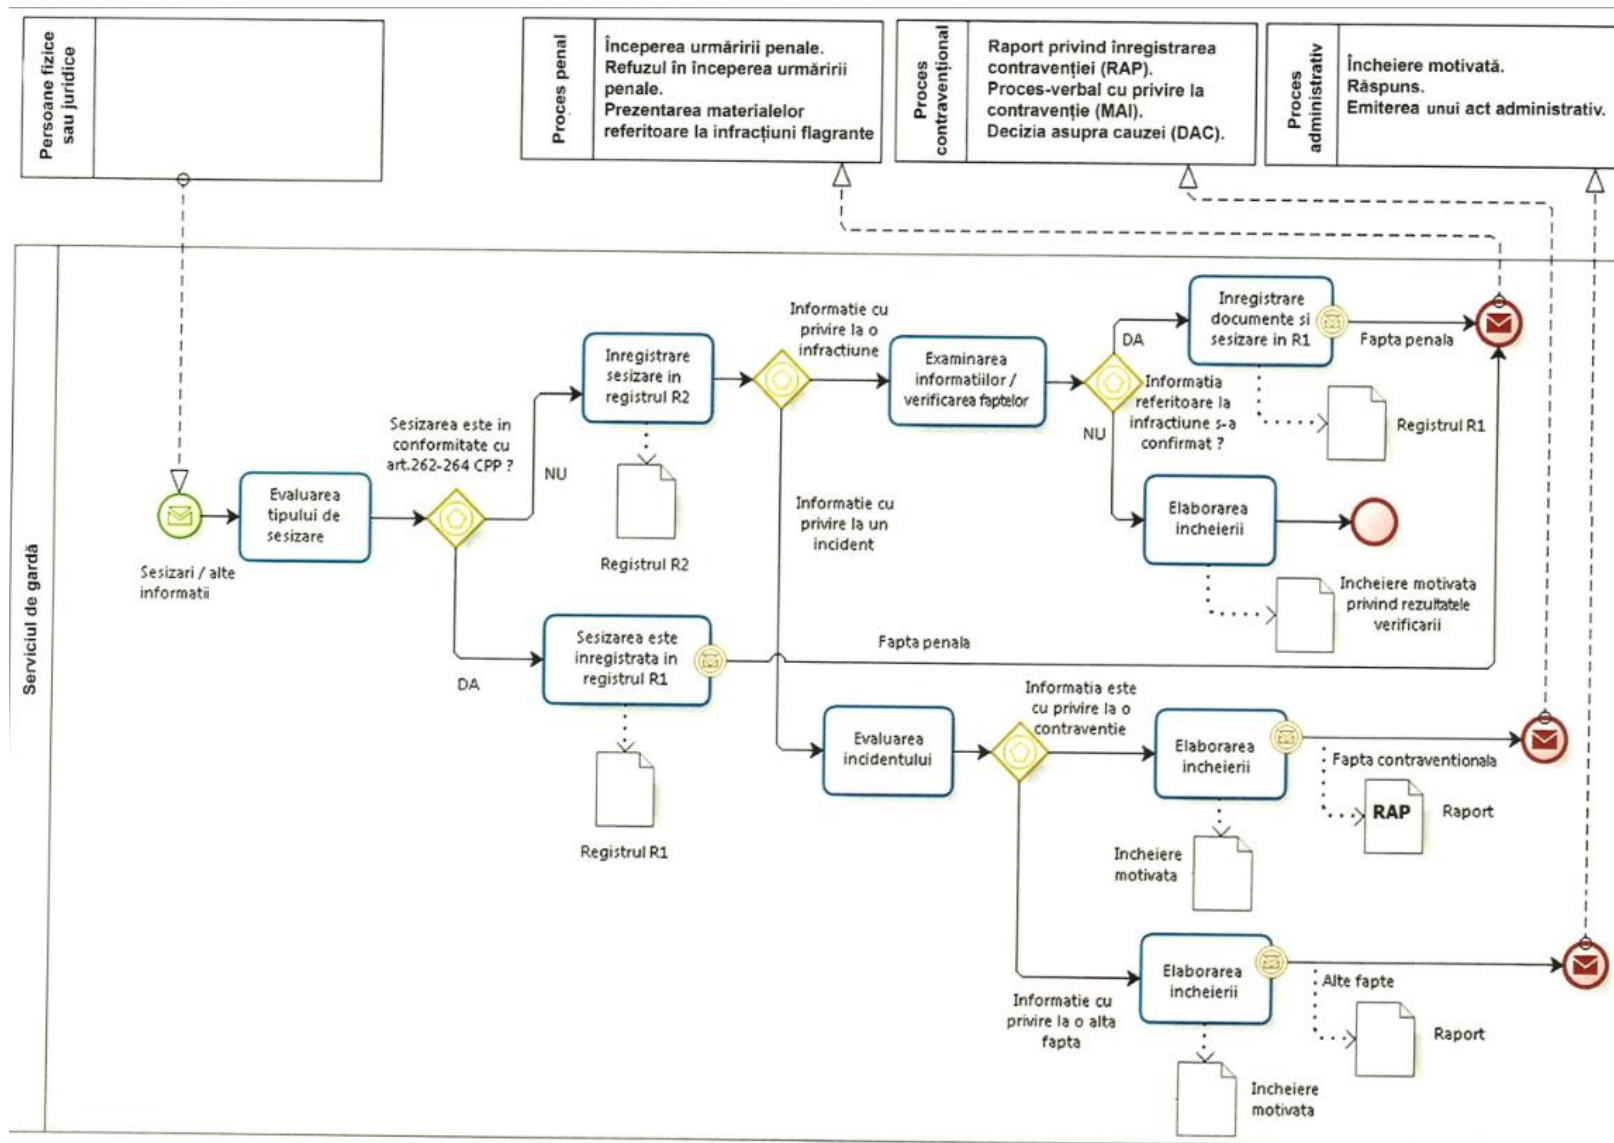 Persoane fizice
sau juridice
Proces penal
Începerea urmăririi penale.
Refuzul în începerea urmăririi
penale.
Prezentarea materialelor
referitoare la infracțiuni flagrante
Proces
contravențional
Raport privind înregistrarea
contravenției (RAP).
Proces-verbal cu privire la
contravenție (MAI).
Decizia asupra cauzei (DAC).
Proces
administrativ
Încheiere motivată.
Răspuns.
Emiterea unui act administrativ.
Serviciul de gardă
Sesizari / alte
informatii
Evaluarea
tipului de
sesizare
Sesizarea este in
conformitate cu
art.262-264 CPP ?
NU
DA
Inregistrare
sesizare in
registrul R2
Registrul R2
Informatie cu
privire la o
infractiune
Informatie cu
privire la un
incident
Examinarea
informatiilor /
verificarea faptelor
DA
NU
Informatia
referitoare la
infractiune s-a
confirmat ?
Inregistrare
documente si
sesizare in R1
Fapta penala
Registrul R1
Elaborarea
incheierii
Incheiere motivata
privind rezultatele
verificarii
Sesizarea este
inregistrata in
registrul R1
Fapta penala
Registrul R1
Evaluarea
incidentului
Informatia este
cu privire la o
contraventie
Elaborarea
incheierii
Fapta contraventionala
RAP
Raport
Incheiere
motivata
Informatie cu
privire la o alta
fapta
Elaborarea
incheierii
Alte fapte
Raport
Incheiere
motivata